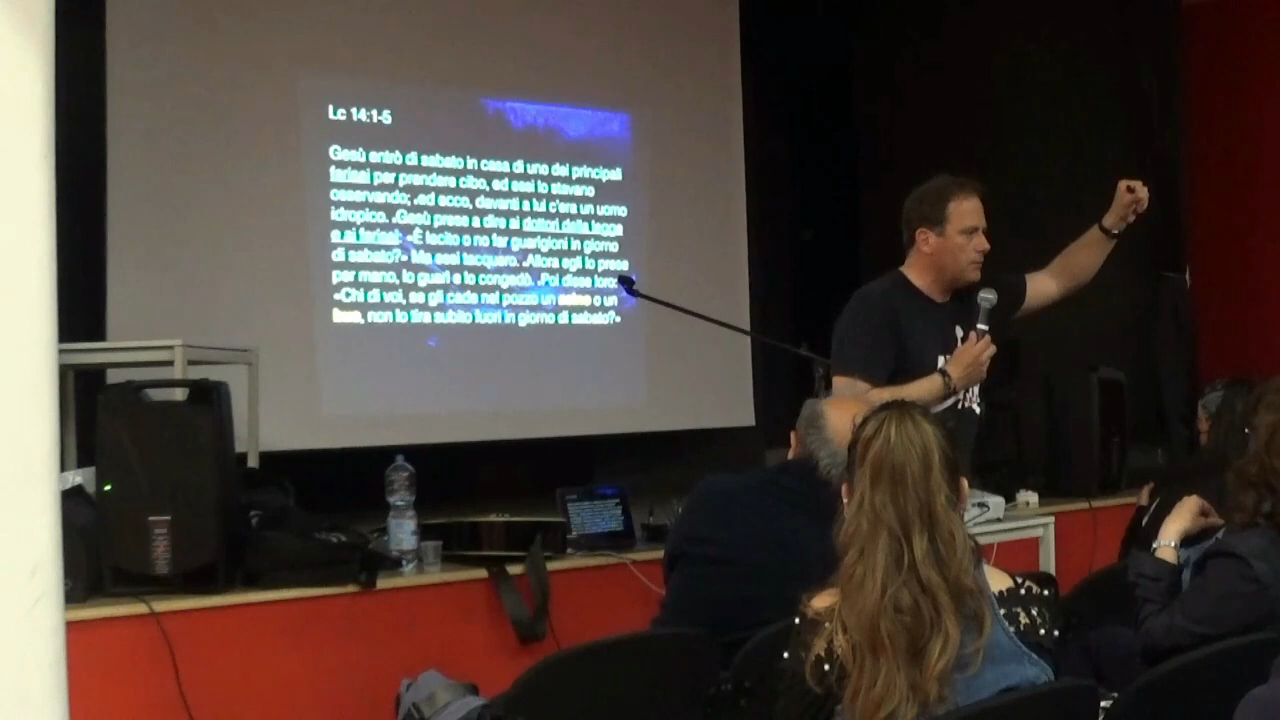 Lc 14:1-5
Gesù entrò di sabato in casa di uno dei principali
farisei per prendere cibo, ed essi lo stavano
osservando; .ed ecco, davanti a lui c'era un uomo
idropico. .Gesù prese a dire ai dottori della legge
e ai farisei: «È lecito o no far guarigioni in giorno
di sabato?» Ma essi tacquero. .Allora egli lo prese
per mano, lo guarì e lo congedò. .Poi disse loro:
«Chi di voi, se gli cade nel pozzo un asino o un
bue, non lo tira subito fuori in giorno di sabato?»